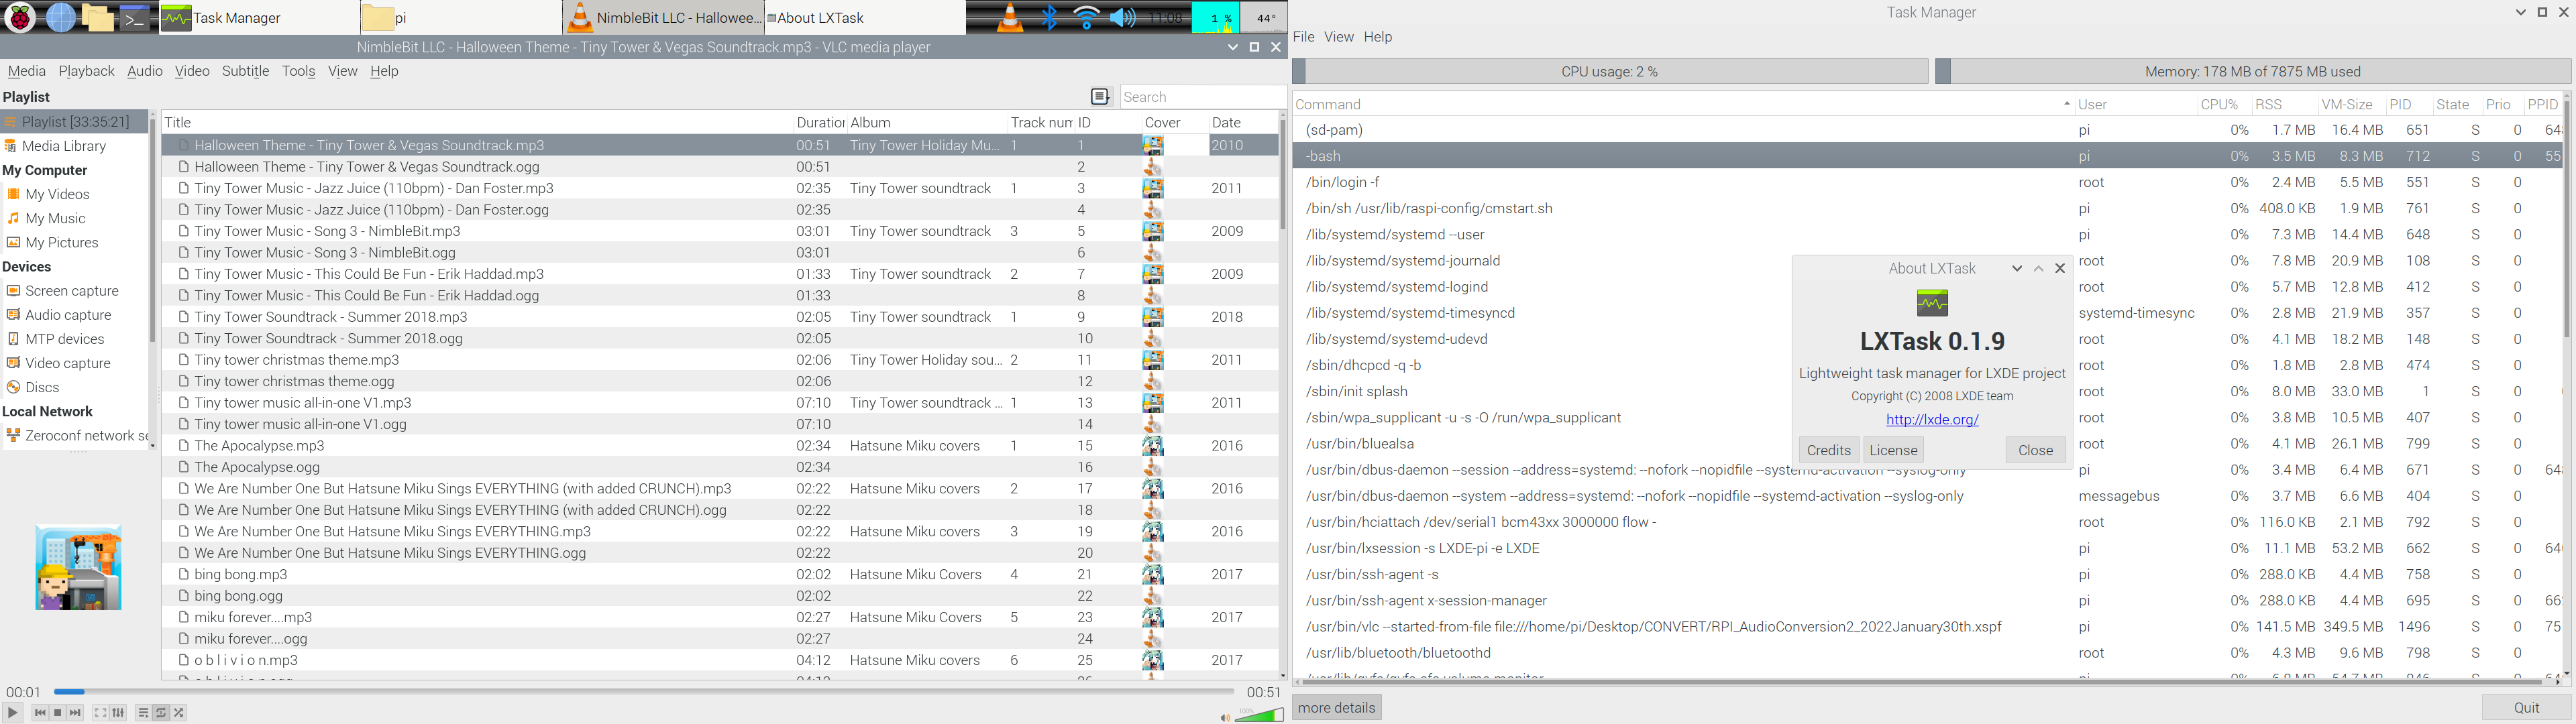 Task Manager
pi
NimbleBit LLC - Hallowee...
About LXTask
11:08
1 %
44°
NimbleBit LLC - Halloween Theme - Tiny Tower & Vegas Soundtrack.mp3 - VLC media player
Media Playback Audio Video Subtitle Tools View Help
Playlist
Search
Playlist [33:35:21]
Media Library
My Computer
My Videos
My Music
My Pictures
Devices
Screen capture
Audio capture
MTP devices
Video capture
Discs
Local Network
Zeroconf network se
Title Duration Album Track num ID Cover Date
Halloween Theme - Tiny Tower & Vegas Soundtrack.mp3 00:51 Tiny Tower Holiday Mu... 1 1 2010
Halloween Theme - Tiny Tower & Vegas Soundtrack.ogg 00:51 2
Tiny Tower Music - Jazz Juice (110bpm) - Dan Foster.mp3 02:35 Tiny Tower soundtrack 1 3 2011
Tiny Tower Music - Jazz Juice (110bpm) - Dan Foster.ogg 02:35 4
Tiny Tower Music - Song 3 - NimbleBit.mp3 03:01 Tiny Tower soundtrack 3 5 2009
Tiny Tower Music - Song 3 - NimbleBit.ogg 03:01 6
Tiny Tower Music - This Could Be Fun - Erik Haddad.mp3 01:33 Tiny Tower soundtrack 2 7 2009
Tiny Tower Music - This Could Be Fun - Erik Haddad.ogg 01:33 8
Tiny Tower Soundtrack - Summer 2018.mp3 02:05 Tiny Tower soundtrack 1 9 2018
Tiny Tower Soundtrack - Summer 2018.ogg 02:05 10
Tiny tower christmas theme.mp3 02:06 Tiny Tower Holiday sou... 2 11 2011
Tiny tower christmas theme.ogg 02:06 12
Tiny tower music all-in-one V1.mp3 07:10 Tiny Tower soundtrack ... 1 13 2011
Tiny tower music all-in-one V1.ogg 07:10 14
The Apocalypse.mp3 02:34 Hatsune Miku covers 1 15 2016
The Apocalypse.ogg 02:34 16
We Are Number One But Hatsune Miku Sings EVERYTHING (with added CRUNCH).mp3 02:22 Hatsune Miku covers 2 17 2016
We Are Number One But Hatsune Miku Sings EVERYTHING (with added CRUNCH).ogg 02:22 18
We Are Number One But Hatsune Miku Sings EVERYTHING.mp3 02:22 Hatsune Miku covers 3 19 2016
We Are Number One But Hatsune Miku Sings EVERYTHING.ogg 02:22 20
bing bong.mp3 02:02 Hatsune Miku Covers 4 21 2017
bing bong.ogg 02:02 22
miku forever....mp3 02:27 Hatsune Miku Covers 5 23 2017
miku forever....ogg 02:27 24
o b l i v i o n.mp3 04:12 Hatsune Miku covers 6 25 2017
00:01 00:51
100%
Task Manager
File View Help
CPU usage: 2 %
Memory: 178 MB of 7875 MB used
Command User CPU% RSS VM-Size PID State Prio PPID
(sd-pam) pi 0% 1.7 MB 16.4 MB 651 S 0 64
-bash pi 0% 3.5 MB 8.3 MB 712 S 0 55
/bin/login -f root 0% 2.4 MB 5.5 MB 551 S 0
/bin/sh /usr/lib/raspi-config/cmstart.sh pi 0% 408.0 KB 1.9 MB 761 S 0
/lib/systemd/systemd --user pi 0% 7.3 MB 14.4 MB 648 S 0
/lib/systemd/systemd-journald root 0% 7.8 MB 20.9 MB 108 S 0
/lib/systemd/systemd-logind root 0% 5.7 MB 12.8 MB 412 S 0
/lib/systemd/systemd-timesyncd systemd-timesync 0% 2.8 MB 21.9 MB 357 S 0
/lib/systemd/systemd-udevd root 0% 4.1 MB 18.2 MB 148 S 0
/sbin/dhcpcd -q -b root 0% 1.8 MB 2.8 MB 474 S 0
/sbin/init splash root 0% 8.0 MB 33.0 MB 1 S 0
/sbin/wpa_supplicant -u -s -O /run/wpa_supplicant root 0% 3.8 MB 10.5 MB 407 S 0
/usr/bin/bluealsa root 0% 4.1 MB 26.1 MB 799 S 0
/usr/bin/dbus-daemon --session --address=systemd: --nofork --nopidfile --systemd-activation --syslog-only pi 0% 3.4 MB 6.4 MB 671 S 0 64
/usr/bin/dbus-daemon --system --address=systemd: --nofork --nopidfile --systemd-activation --syslog-only messagebus 0% 3.7 MB 6.6 MB 404 S 0
/usr/bin/hciattach /dev/serial1 bcm43xx 3000000 flow - root 0% 116.0 KB 2.1 MB 792 S 0
/usr/bin/lxsession -s LXDE-pi -e LXDE pi 0% 11.1 MB 53.2 MB 662 S 0 64
/usr/bin/ssh-agent -s pi 0% 288.0 KB 4.4 MB 758 S 0
/usr/bin/ssh-agent x-session-manager pi 0% 288.0 KB 4.4 MB 695 S 0 66
/usr/bin/vlc --started-from-file file:///home/pi/Desktop/CONVERT/RPI_AudioConversion2_2022January30th.xspf pi 0% 141.5 MB 349.5 MB 1496 S 0 75
/usr/lib/bluetooth/bluetoothd root 0% 4.3 MB 9.6 MB 798 S 0
more details
Quit
About LXTask
LXTask 0.1.9
Lightweight task manager for LXDE project
Copyright (C) 2008 LXDE team
http://lxde.org/
Credits License Close